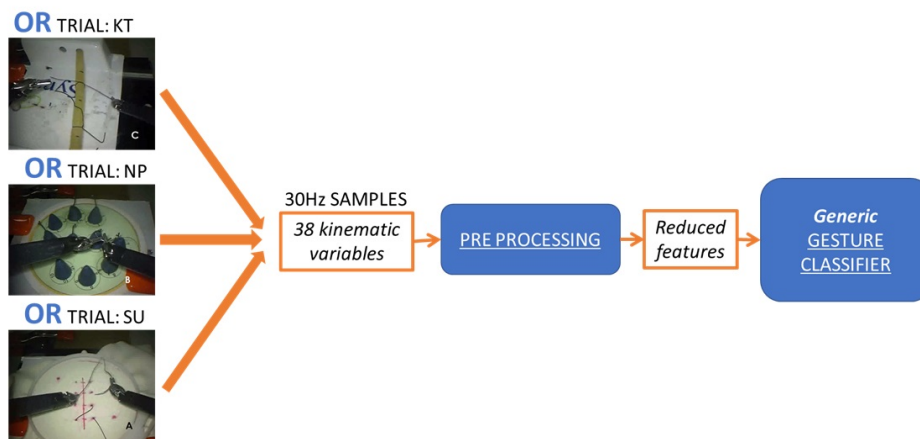 OR TRIAL: KT
C
OR TRIAL: NP
B
OR TRIAL: SU
A
30HZ SAMPLES
38 kinematic
variables
PRE PROCESSING
Reduced
features
Generic
GESTURE
CLASSIFIER